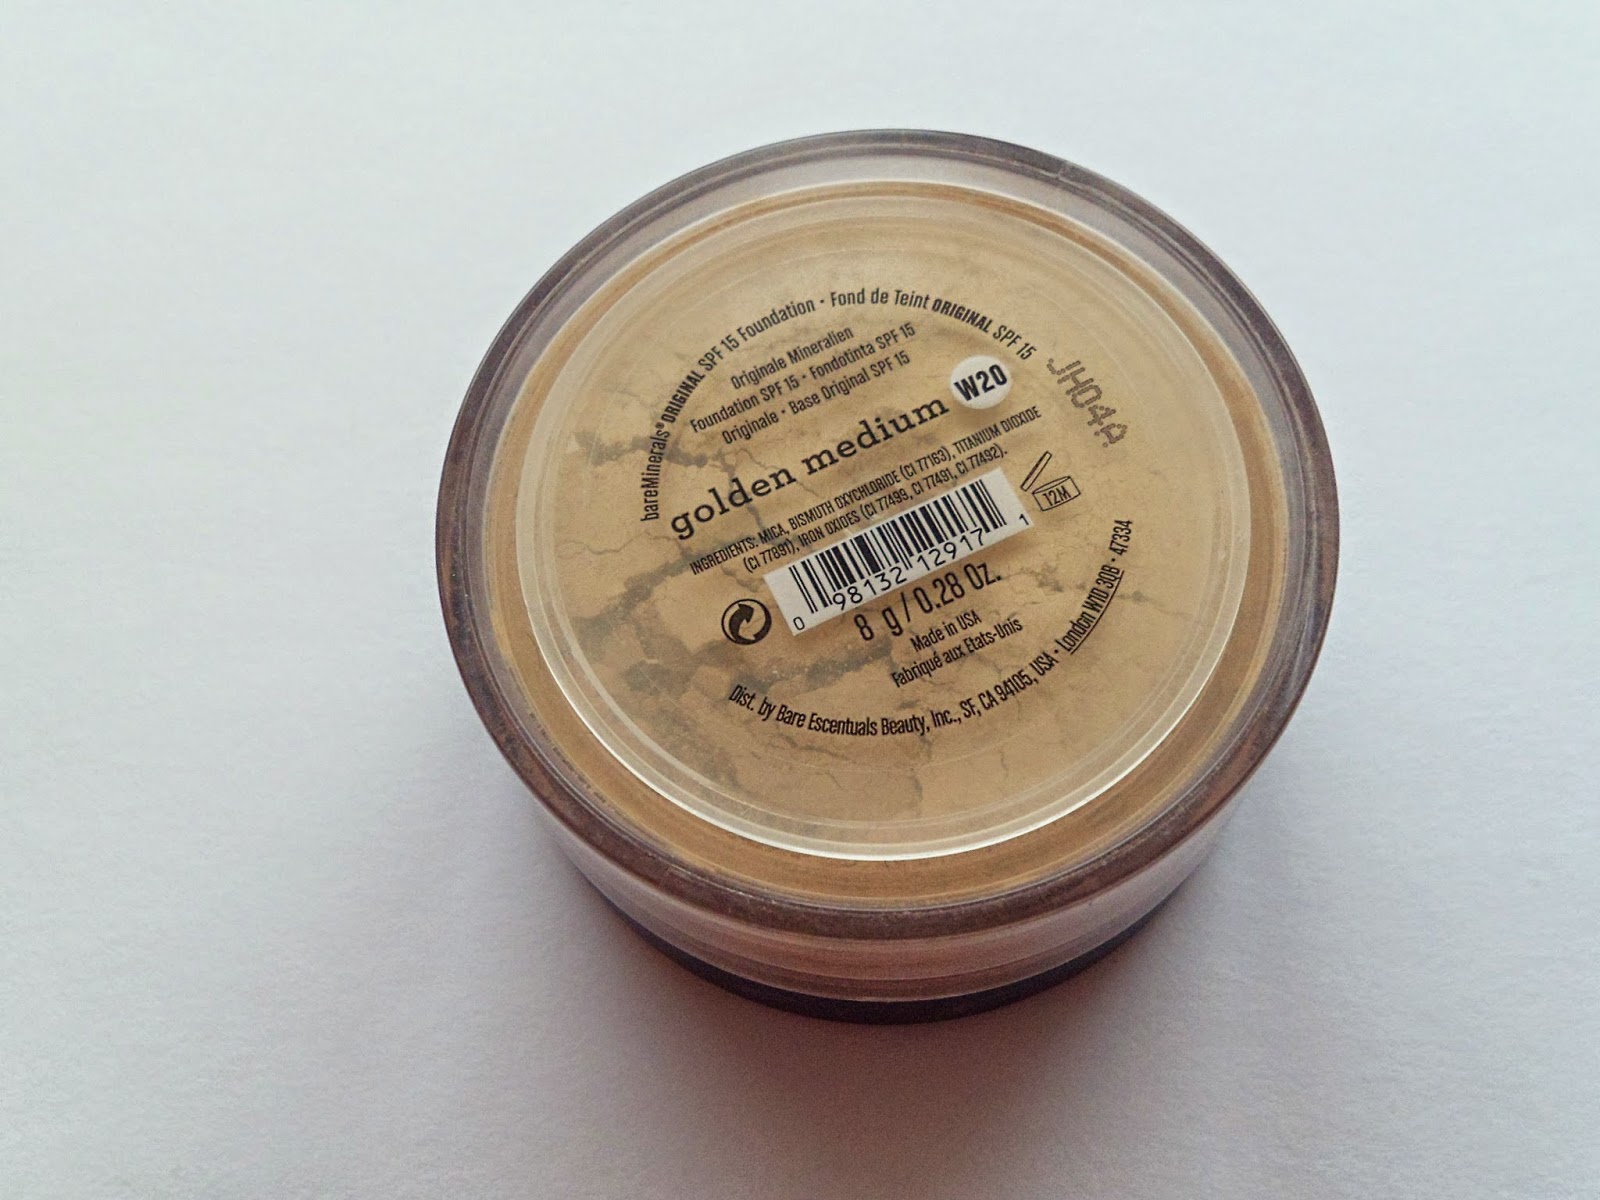 bareMinerals® ORIGINAL SPF 15 Foundation • Fond de Teint ORIGINAL SPF 15
Originale Mineralien
Foundation SPF 15 • Fondotinta SPF 15
Originale • Base Original SPF 15
golden medium W20
JH04A
INGREDIENTS: MICA, BISMUTH OXYCHLORIDE (CI 77163), TITANIUM DIOXIDE
(CI 77891), IRON OXIDES (CI 77499, CI 77491, CI 77492).
12M
0 98132 12917 1
8 g / 0.28 Oz.
Made in USA
Fabriqué aux Etats-Unis
Dist. by Bare Escentuals Beauty, Inc., SF, CA 94105, USA • London W1D 3QB • 47334